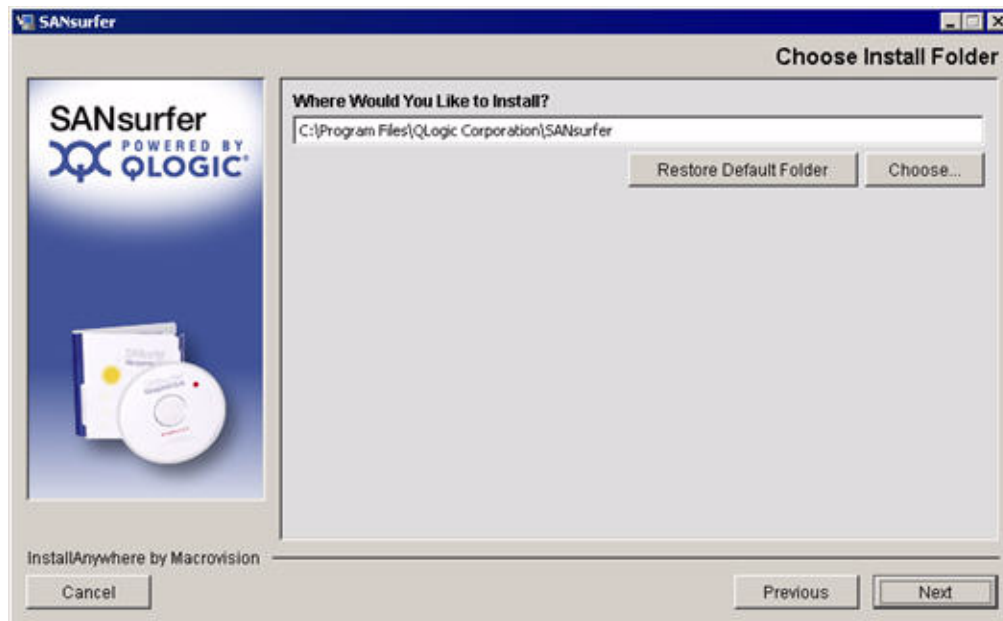 SANsurfer
Choose Install Folder
SANsurfer
POWERED BY
QLOGIC®
Where Would You Like to Install?
C:\Program Files\QLogic Corporation\SANsurfer
Restore Default Folder
Choose...
InstallAnywhere by Macrovision
Cancel
Previous
Next